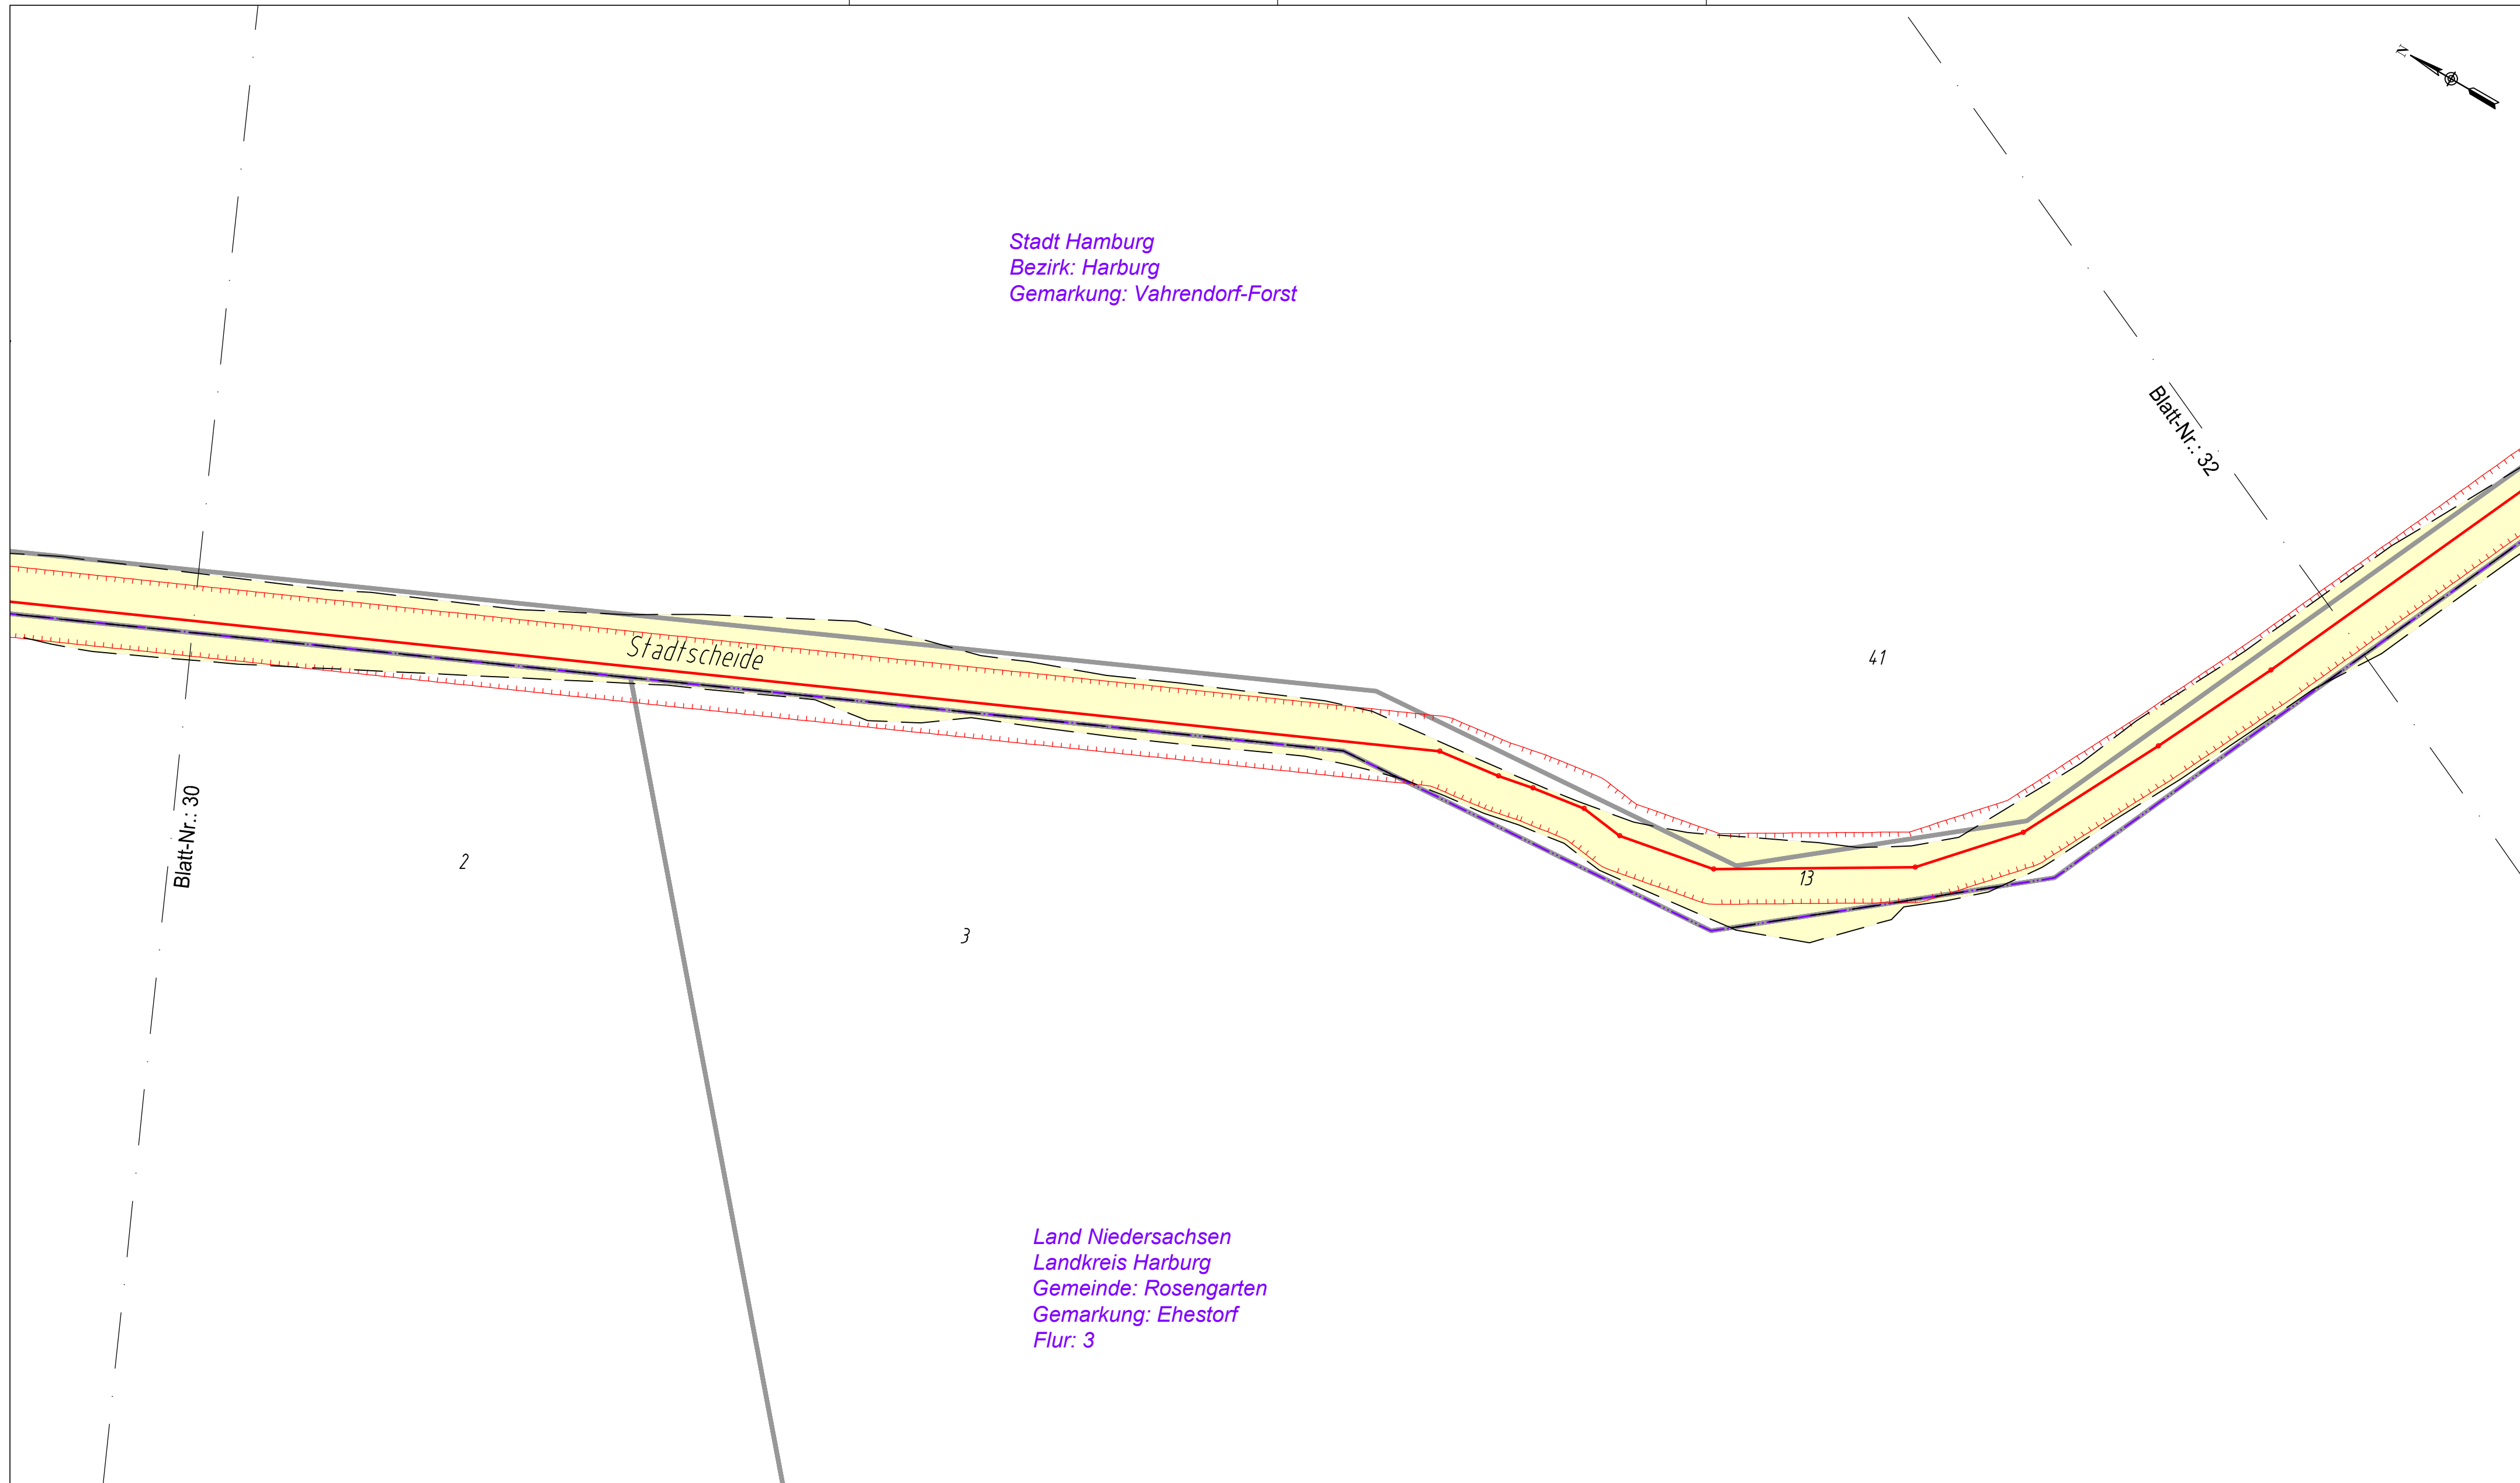 N
Stadt Hamburg
Bezirk: Harburg
Gemarkung: Vahrendorf-Forst
Blatt-Nr.: 32
Stadtscheide
41
Blatt-Nr.: 30
2
13
3
Land Niedersachsen
Landkreis Harburg
Gemeinde: Rosengarten
Gemarkung: Ehestorf
Flur: 3